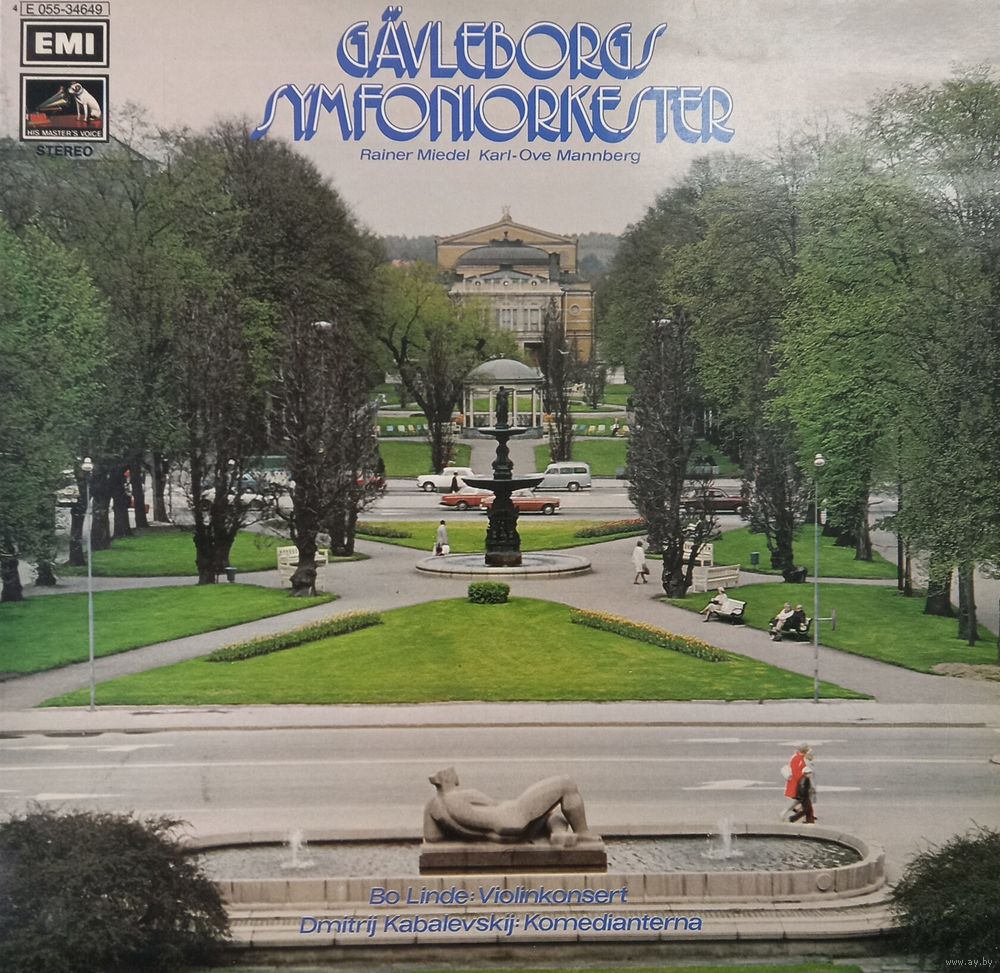 4 E 055-34649
EMI
HIS MASTER'S VOICE
STEREO
GÄVLEBORGS
SYMFONIORKESTER
Rainer Miedel Karl-Ove Mannberg
Bo Linde: Violinkonsert
Dmitrij Kabalevskij: Komedianterna
www.ay.by